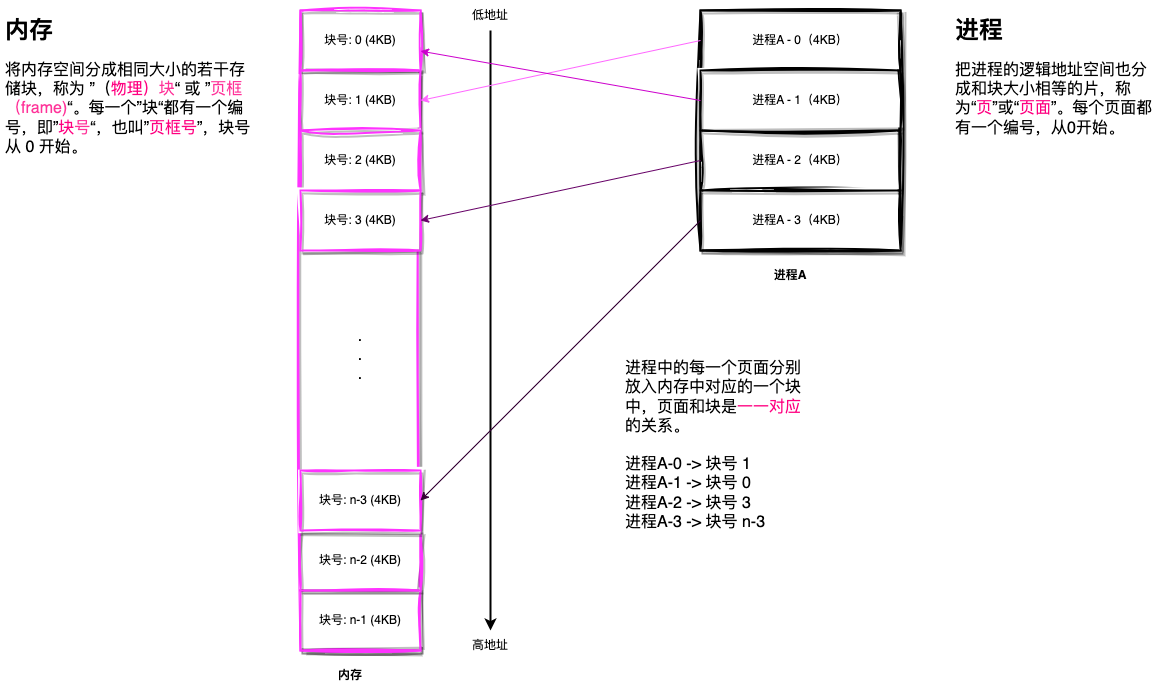 内存
将内存空间分成相同大小的若干存
储块，称为 ”（物理）块“ 或 ”页框
（frame)“。每一个”块“都有一个编
号，即”块号“，也叫”页框号”，块号
从 0 开始。
块号: 0 (4KB)
块号: 1 (4KB)
块号: 2 (4KB)
块号: 3 (4KB)
.
.
.
块号: n-3 (4KB)
块号: n-2 (4KB)
块号: n-1 (4KB)
内存
低地址
高地址
进程A - 0（4KB）
进程A - 1（4KB）
进程A - 2（4KB）
进程A - 3（4KB）
进程A
进程中的每一个页面分别
放入内存中对应的一个块
中，页面和块是一一对应
的关系。
进程A-0 -> 块号 1
进程A-1 -> 块号 0
进程A-2 -> 块号 3
进程A-3 -> 块号 n-3
进程
把进程的逻辑地址空间也分
成和块大小相等的片，称
为“页”或“页面”。每个页面都
有一个编号，从0开始。